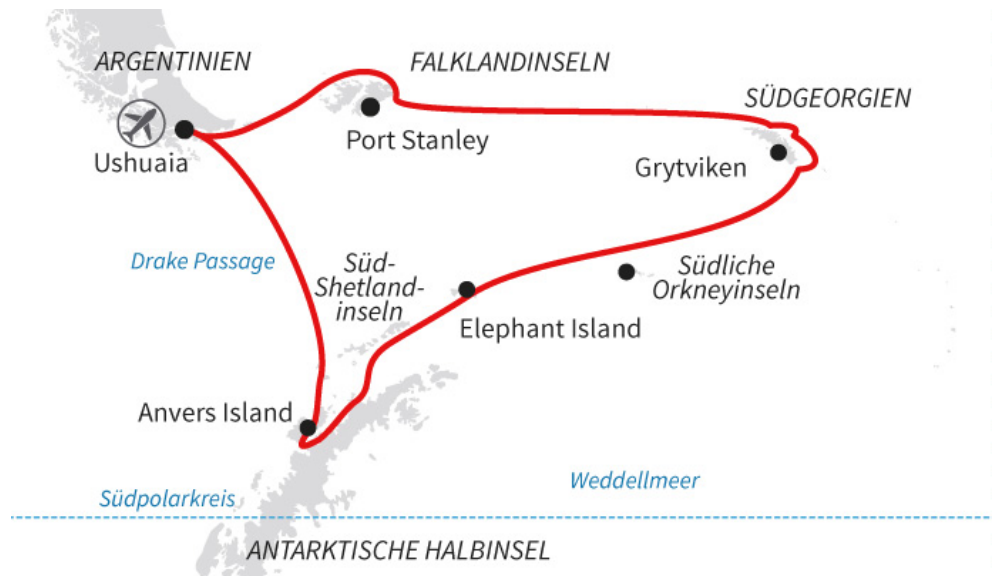 ARGENTINIEN
FALKLANDINSELN
SÜDGEORGIEN
Port Stanley
Ushuaia
Grytviken
Drake Passage
Süd-
Shetland-
inseln
Südliche
Orkneyinseln
Elephant Island
Anvers Island
Weddellmeer
Südpolarkreis
ANTARKTISCHE HALBINSEL